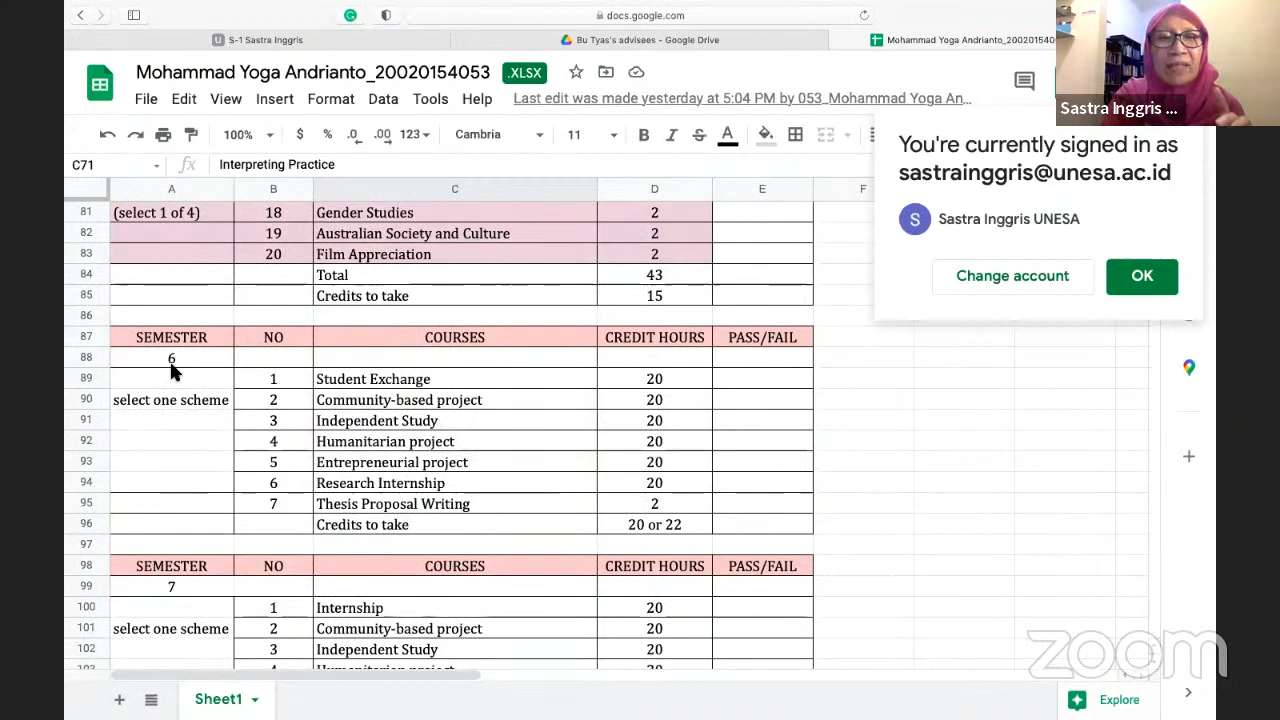 docs.google.com
S-1 Sastra Inggris
Bu Tyas's advisees - Google Drive
Mohammad Yoga Andrianto_2002015405
Mohammad Yoga Andrianto_20020154053 .XLSX
File Edit View Insert Format Data Tools Help Last edit was made yesterday at 5:04 PM by 053_Mohammad Yoga An...
100% $ % .0 .00 123 Cambria 11 B I S A
C71 fx Interpreting Practice
A B C D E F
81 (select 1 of 4) 18 Gender Studies 2
82 19 Australian Society and Culture 2
83 20 Film Appreciation 2
84 Total 43
85 Credits to take 15
86
87 SEMESTER NO COURSES CREDIT HOURS PASS/FAIL
88 6
89 1 Student Exchange 20
90 select one scheme 2 Community-based project 20
91 3 Independent Study 20
92 4 Humanitarian project 20
93 5 Entrepreneurial project 20
94 6 Research Internship 20
95 7 Thesis Proposal Writing 2
96 Credits to take 20 or 22
97
98 SEMESTER NO COURSES CREDIT HOURS PASS/FAIL
99 7
100 1 Internship 20
101 select one scheme 2 Community-based project 20
102 3 Independent Study 20
103 4 Humanitarian project 20
Sheet1
Explore
Sastra Inggris ...
You're currently signed in as
sastrainggris@unesa.ac.id
S Sastra Inggris UNESA
Change account OK
zoom